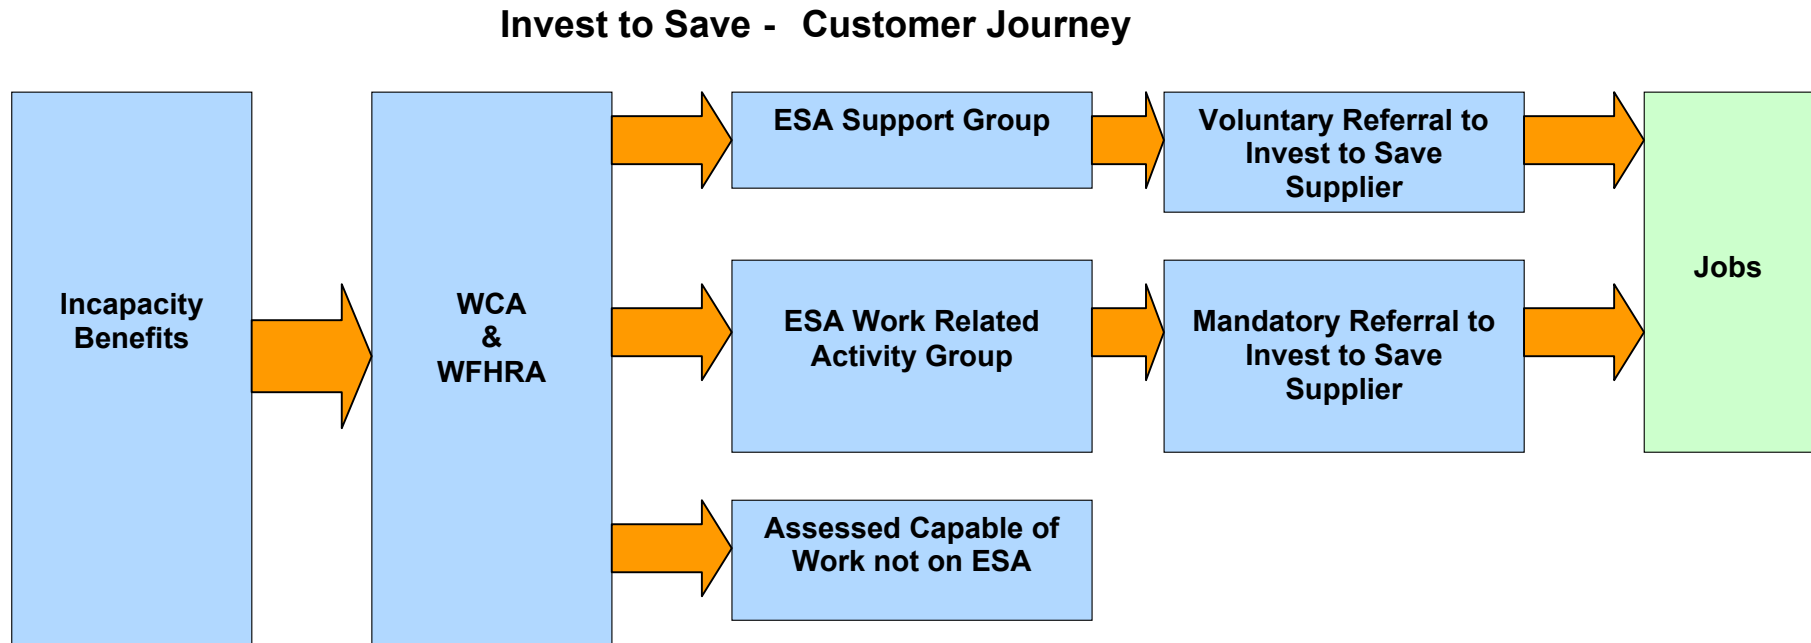 Invest to Save - Customer Journey
Incapacity
Benefits
WCA
&
WFHRA
ESA Support Group
Voluntary Referral to
Invest to Save
Supplier
ESA Work Related
Activity Group
Mandatory Referral to
Invest to Save
Supplier
Assessed Capable of
Work not on ESA
Jobs